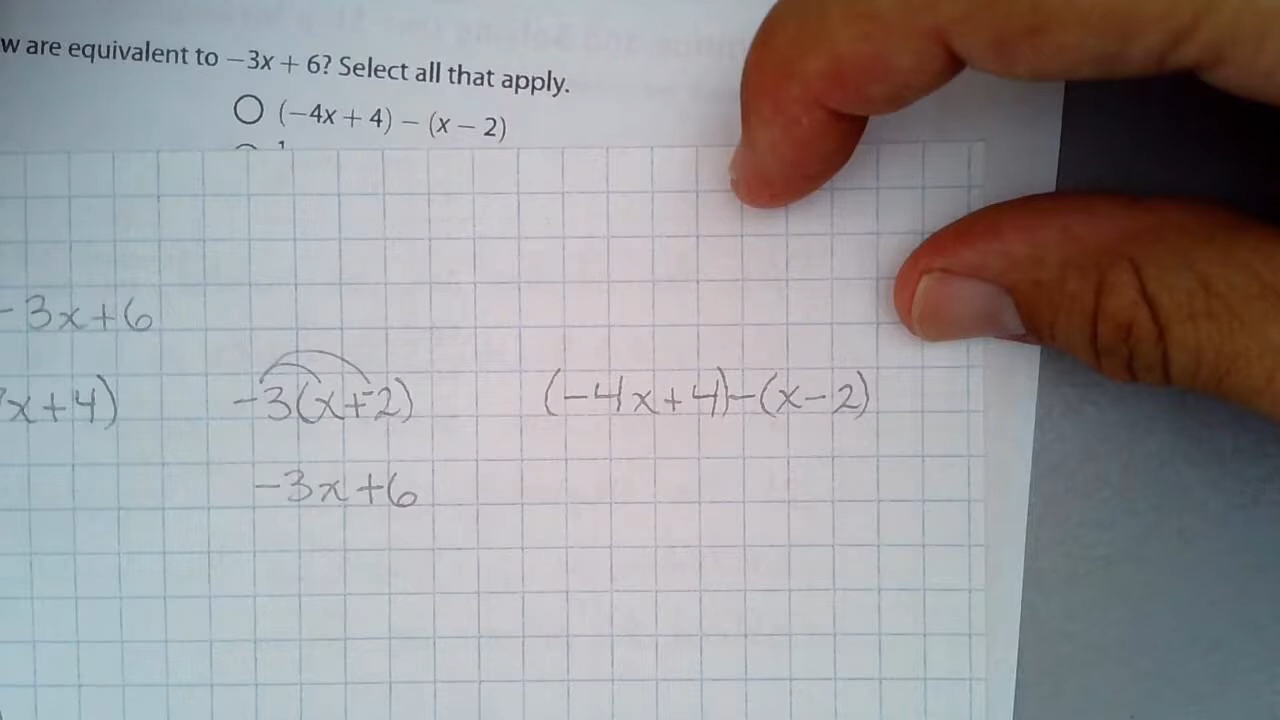 w are equivalent to −3x + 6? Select all that apply.
(−4x + 4) − (x − 2)
-3x+6
x+4)
-3(x+-2)
(-4x+4)-(x-2)
-3x+6